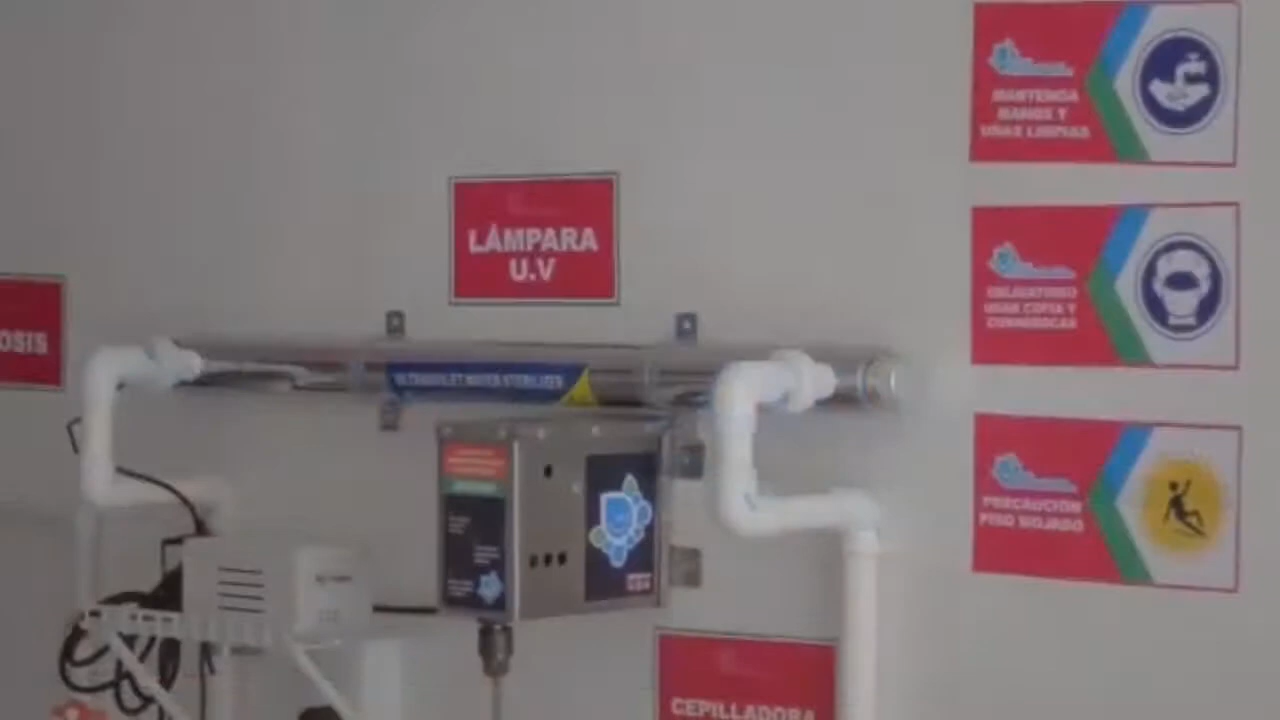 MANTENGA
MANOS Y
UÑAS LIMPIAS
LÁMPARA
U.V
OBLIGATORIO
USAR COFIA Y
CUBREBOCAS
OSIS
ULTRAVIOLET WATER STERILIZER
PRECAUCIÓN
PISO MOJADO
CEPILLADORA